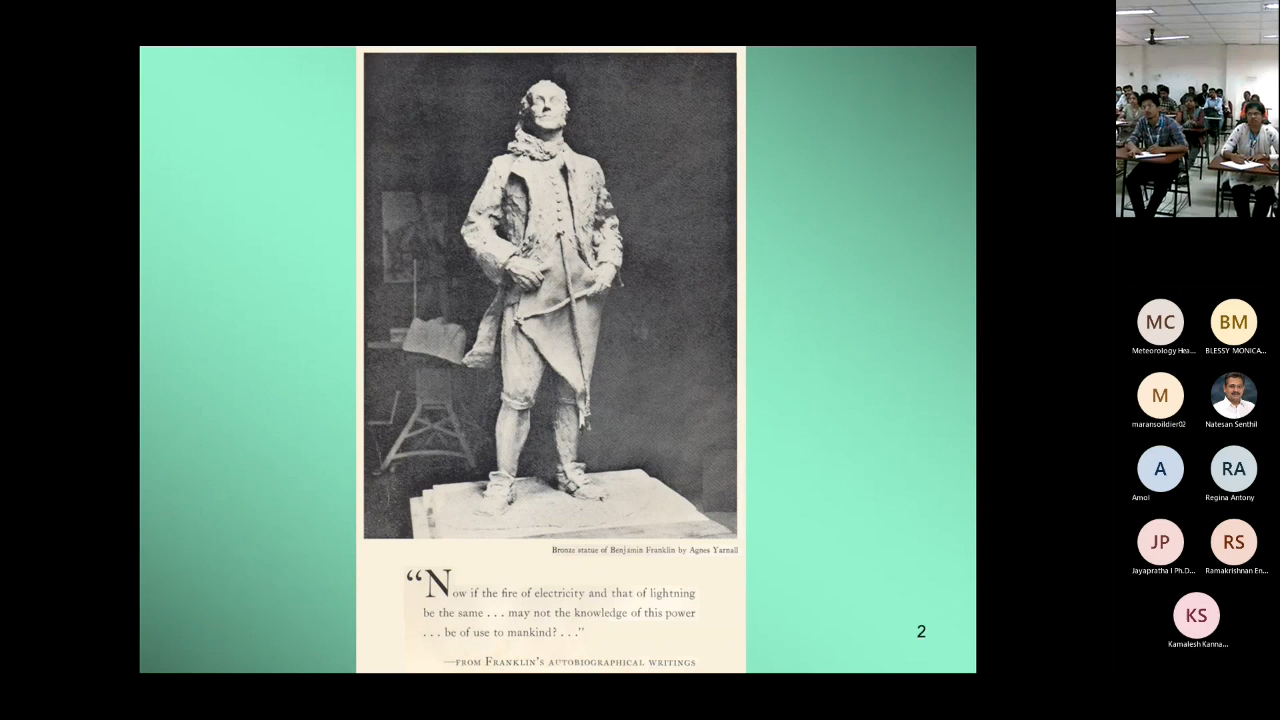 Bronze statue of Benjamin Franklin by Agnes Yarnall
“Now if the fire of electricity and that of lightning
be the same . . . may not the knowledge of this power
. . . be of use to mankind? . . .”
—FROM FRANKLIN'S AUTOBIOGRAPHICAL WRITINGS
2
MC BM
Meteorology Hea... BLESSY MONICA...
M
maransoildier02 Natesan Senthil
A RA
Amol Regina Antony
JP RS
Jayapratha I Ph.D... Ramakrishnan En...
KS
Kamalesh Kanna...